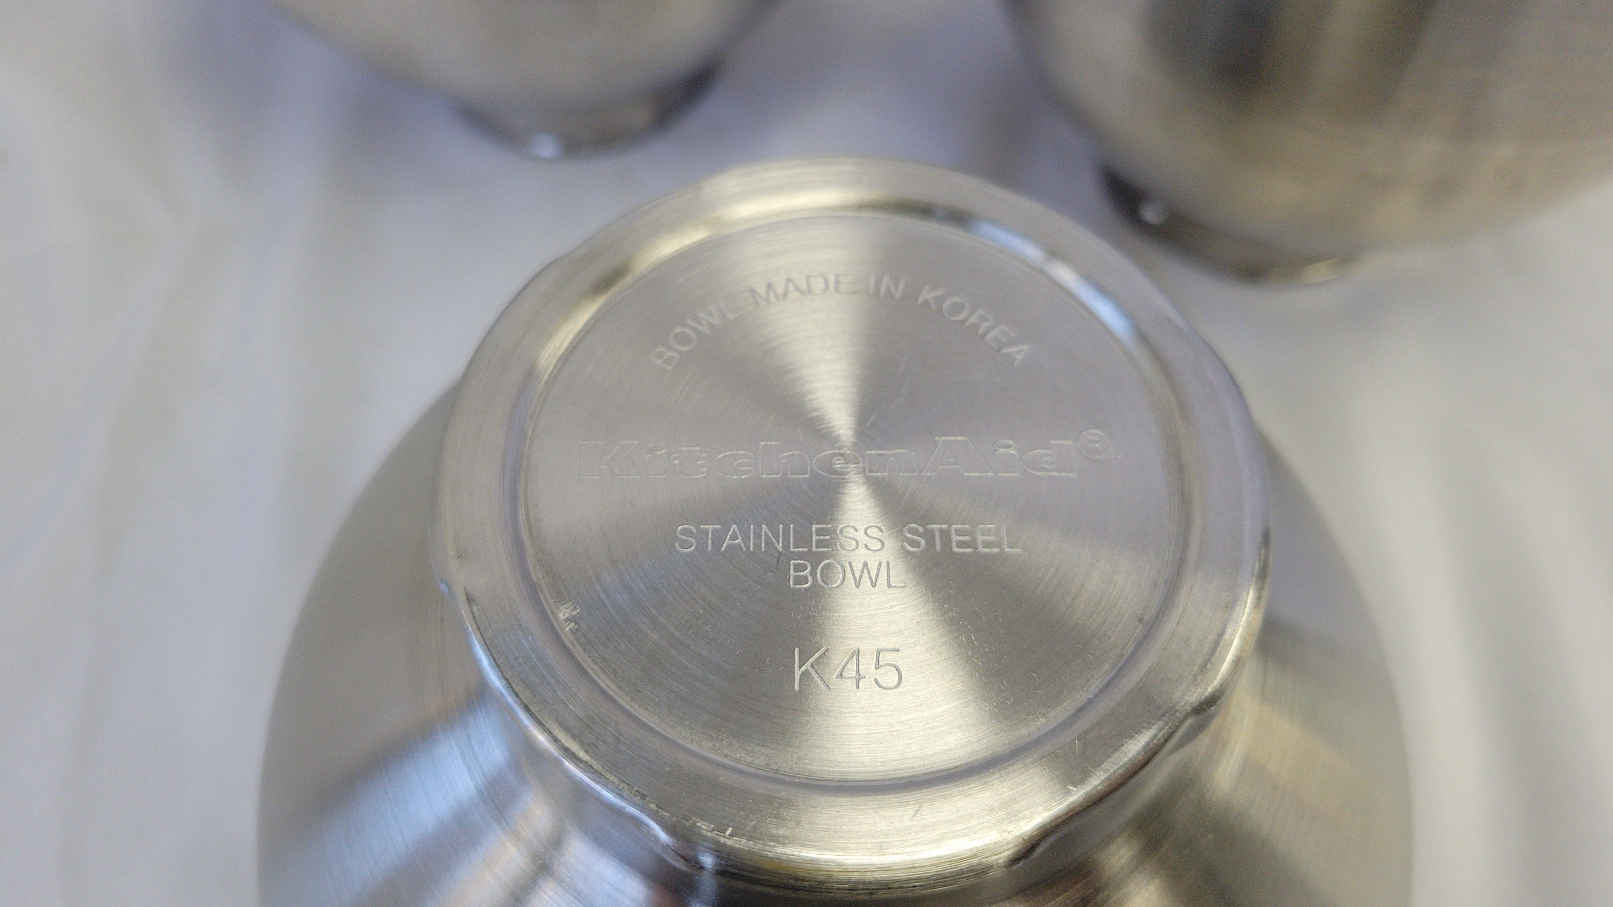 BOWL MADE IN KOREA
KitchenAid®
STAINLESS STEEL
BOWL
K45